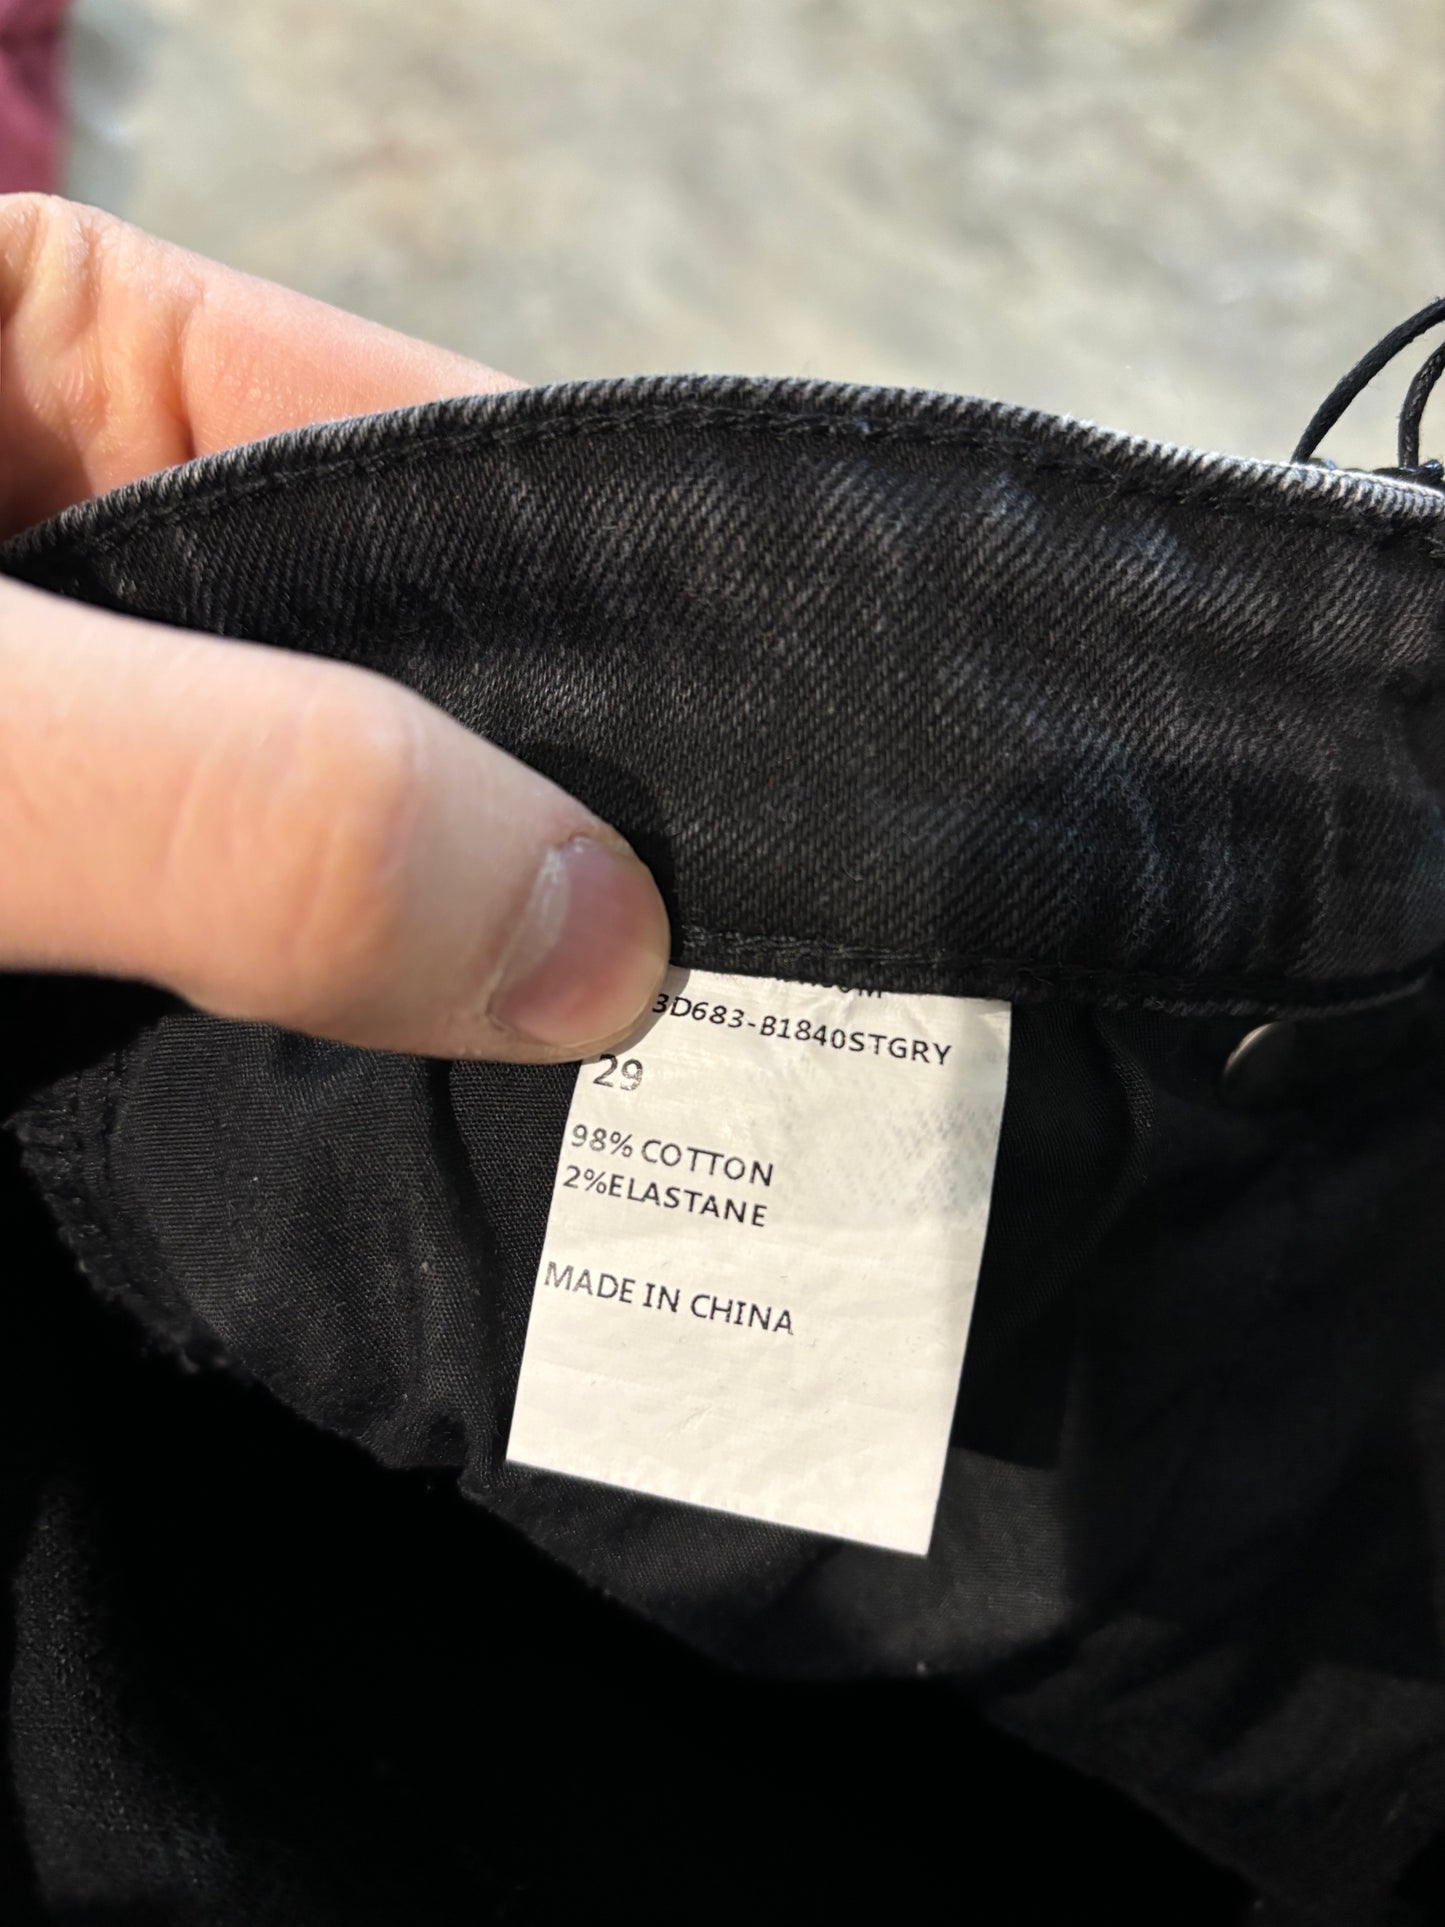 3D683-B1840STGRY
29
98% COTTON
2%ELASTANE
MADE IN CHINA